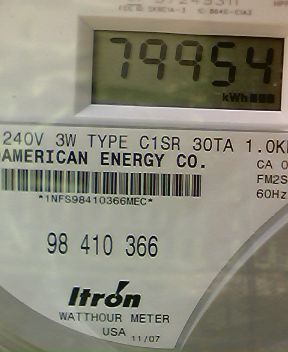 79954
kWh
240V 3W TYPE C1SR 30TA 1.0K
AMERICAN ENERGY CO.
CA 0
FM2S
60Hz
*1NFS98410366MEC*
98 410 366
Itron
WATTHOUR METER
USA 11/07